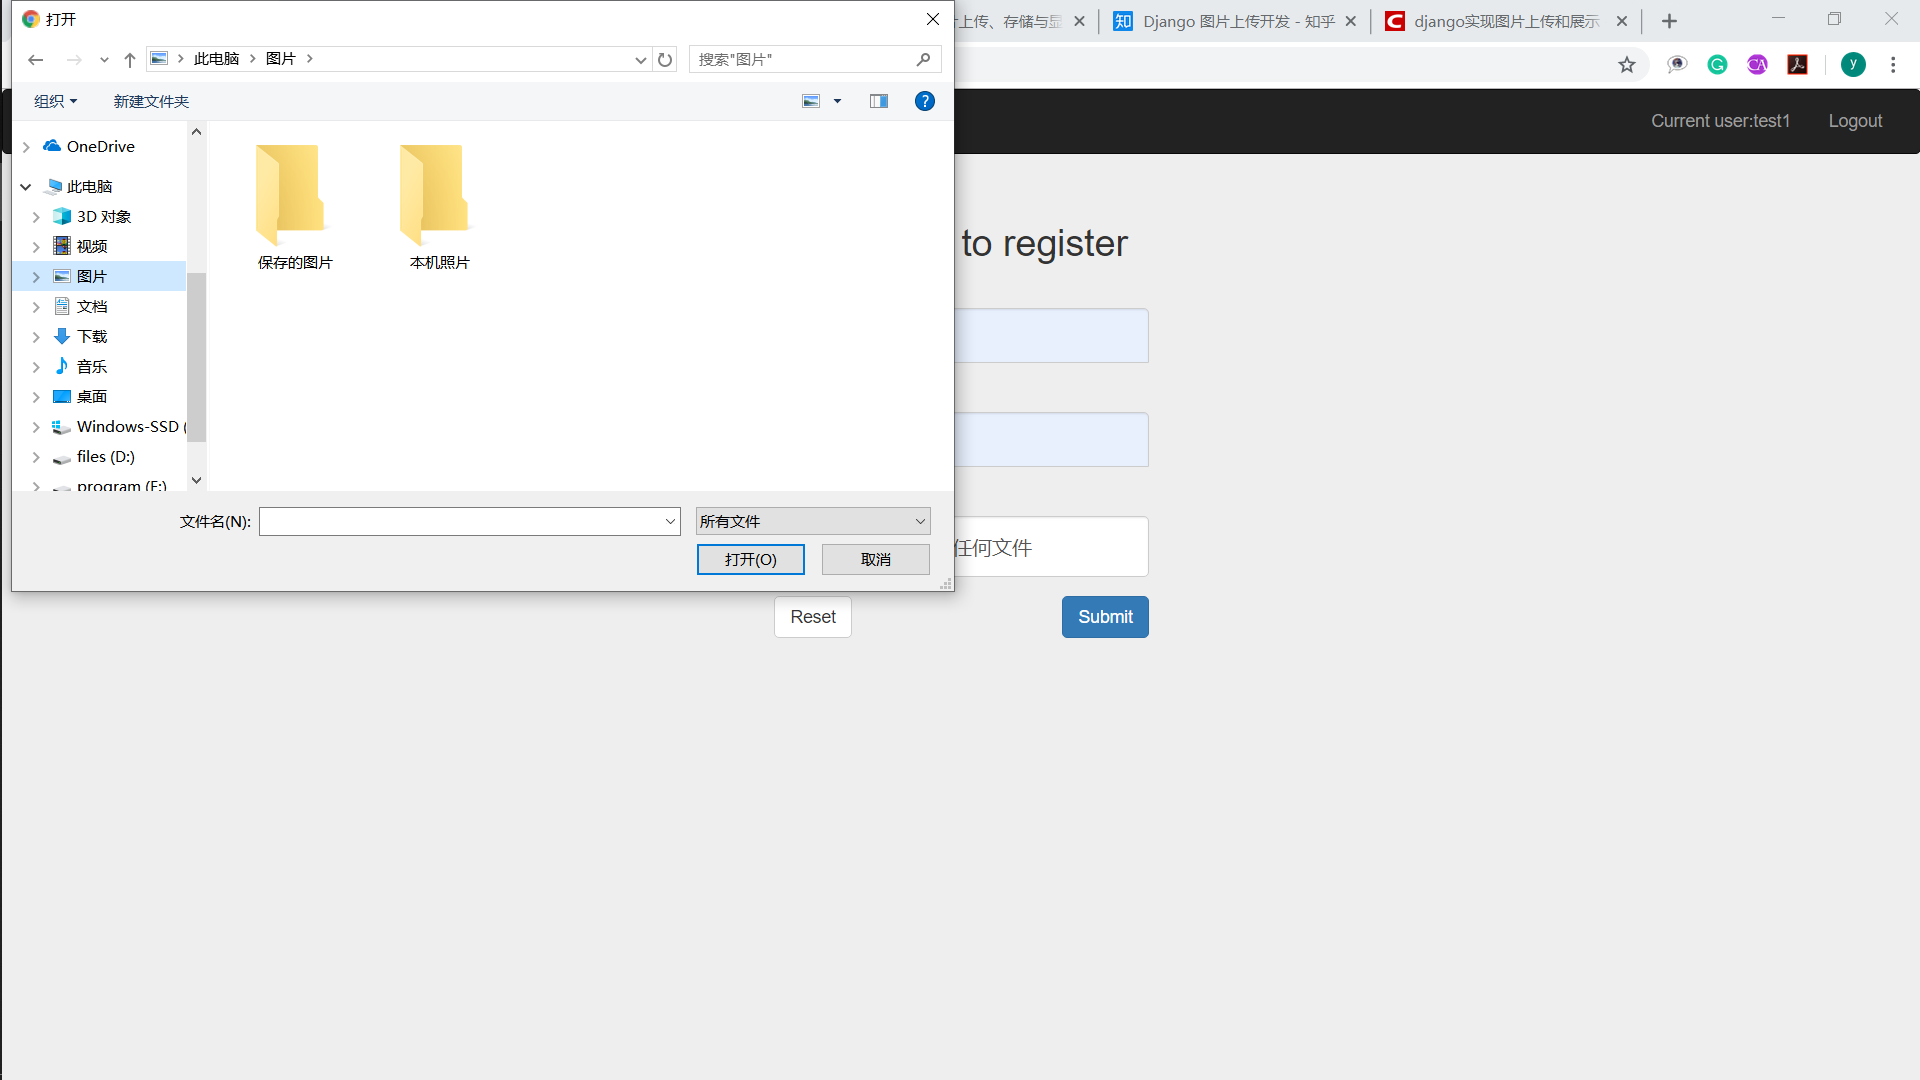 打开
上传、存储与显
知 Django 图片上传开发 - 知乎
C django实现图片上传和展示
此电脑 图片
搜索"图片"
组织 新建文件夹
OneDrive
此电脑
3D 对象
视频
图片
文档
下载
音乐
桌面
Windows-SSD (
files (D:)
保存的图片
本机照片
文件名(N):
所有文件
打开(O)
取消
G CA y
Current user:test1 Logout
to register
任何文件
Reset
Submit